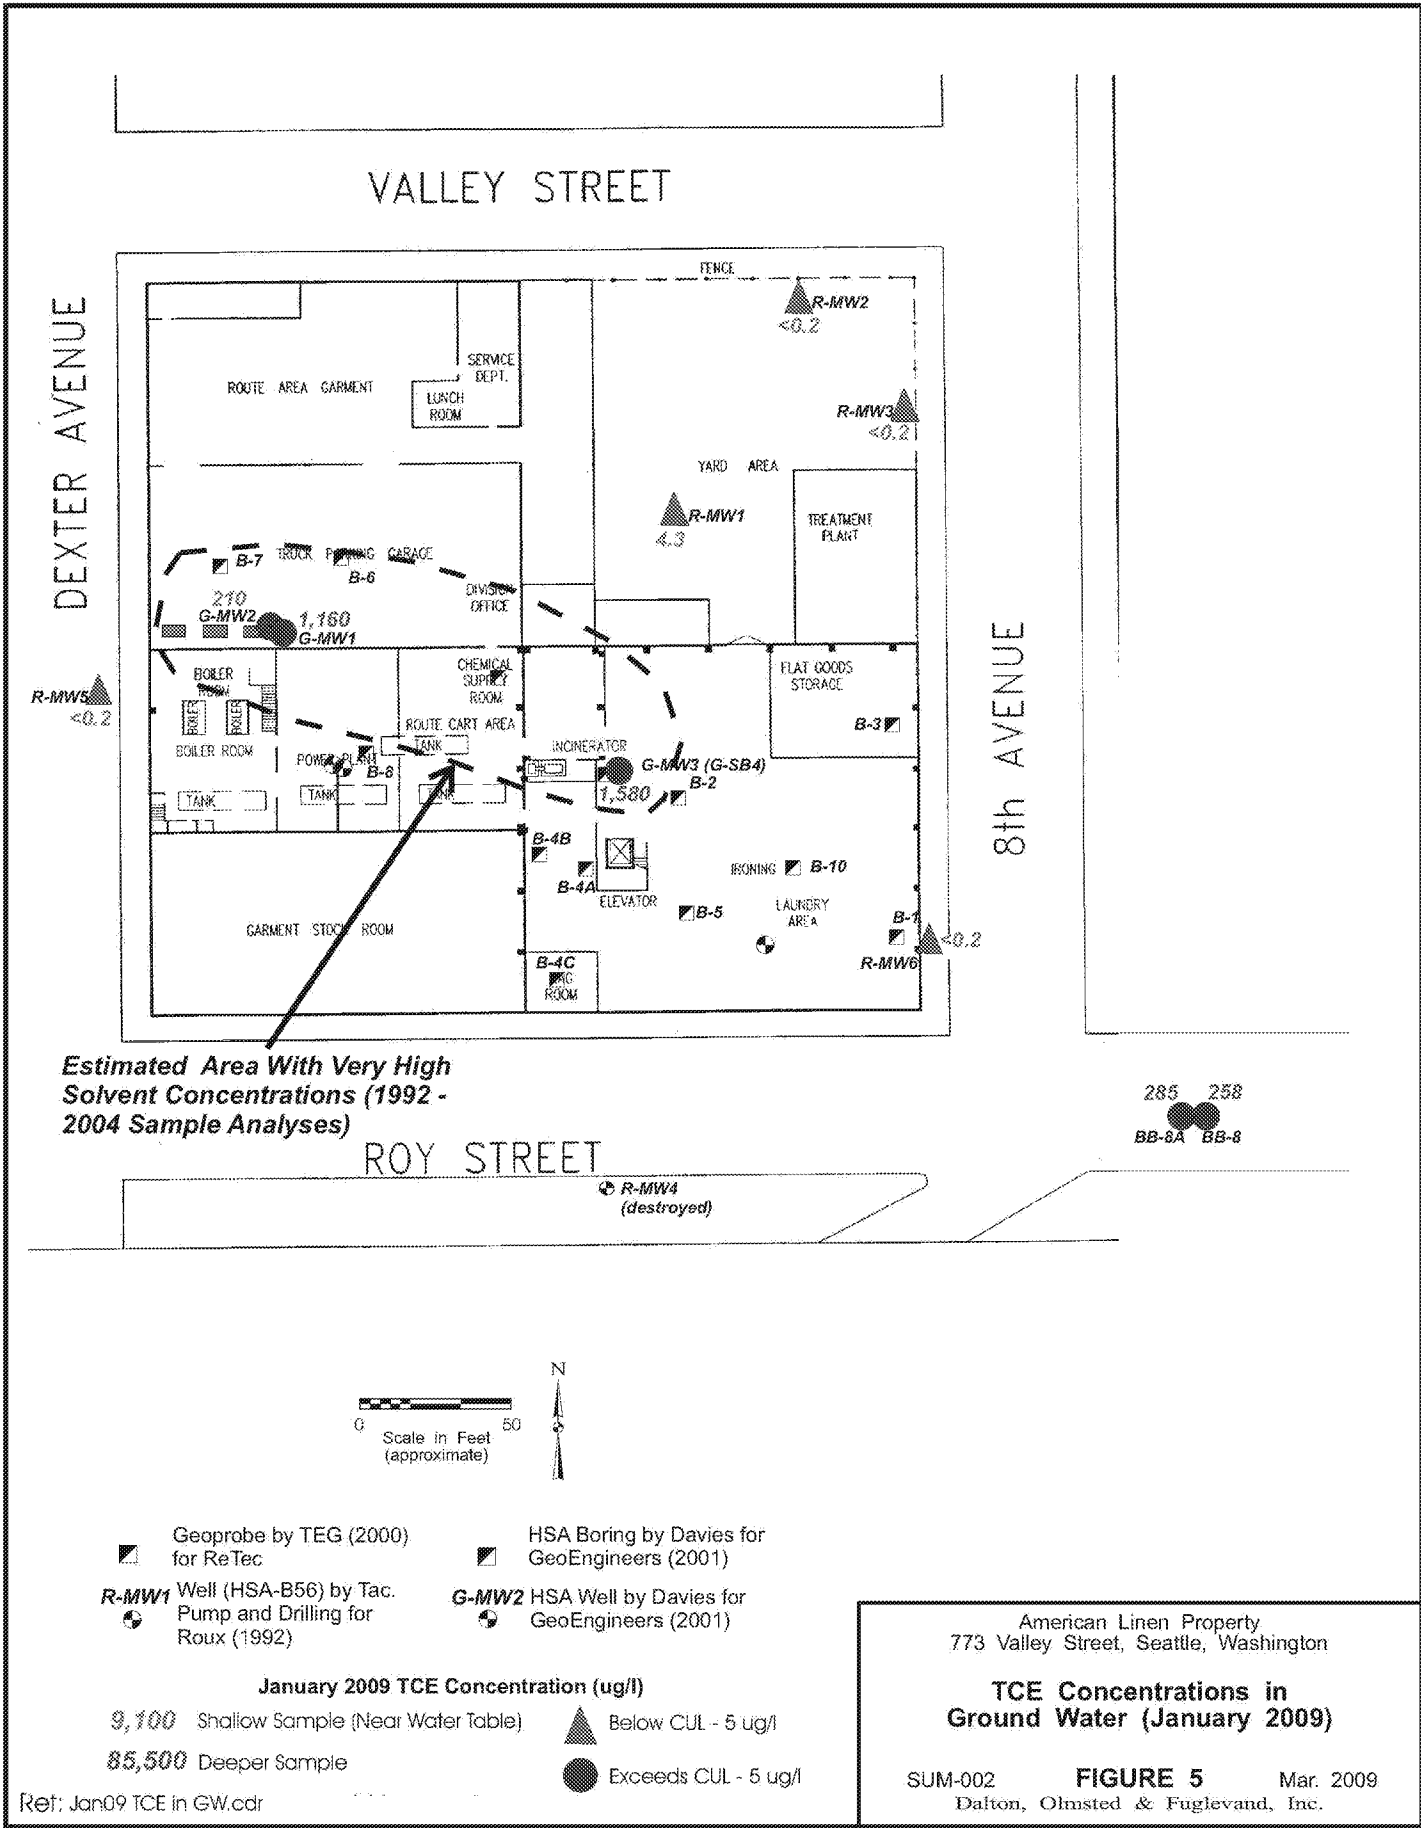 VALLEY STREET
DEXTER AVENUE
8th AVENUE
FENCE
R-MW2
<0.2
SERVICE
DEPT.
ROUTE AREA GARMENT
LUNCH
ROOM
R-MW3
<0.2
YARD AREA
R-MW1
4.3
TREATMENT
PLANT
TRUCK PARKING GARAGE
B-7
B-6
DIVISION
OFFICE
210
G-MW2
1,160
G-MW1
BOILER
ROOM
CHEMICAL
SUPPLY
ROOM
FLAT GOODS
STORAGE
R-MW5
<0.2
BOILER
BOILER
ROUTE CART AREA
B-3
BOILER ROOM
TANK
INCINERATOR
POWER PLANT
B-8
G-MW3 (G-SB4)
B-2
TANK
TANK
TANK
1,580
B-4B
B-4A
IRONING
B-10
ELEVATOR
B-5
LAUNDRY
AREA
B-1
<0.2
R-MW6
GARMENT STOCK ROOM
B-4C
ROOM
Estimated Area With Very High
Solvent Concentrations (1992 -
2004 Sample Analyses)
285 258
BB-8A BB-8
ROY STREET
R-MW4
(destroyed)
N
0 50
Scale in Feet
(approximate)
Geoprobe by TEG (2000)
for ReTec
HSA Boring by Davies for
GeoEngineers (2001)
R-MW1 Well (HSA-B56) by Tac.
Pump and Drilling for
Roux (1992)
G-MW2 HSA Well by Davies for
GeoEngineers (2001)
January 2009 TCE Concentration (ug/l)
9,100 Shallow Sample (Near Water Table)
Below CUL - 5 ug/l
85,500 Deeper Sample
Exceeds CUL - 5 ug/l
Ref: Jan09 TCE in GW.cdr
American Linen Property
773 Valley Street, Seattle, Washington
TCE Concentrations in
Ground Water (January 2009)
SUM-002 FIGURE 5 Mar. 2009
Dalton, Olmsted & Fuglevand, Inc.